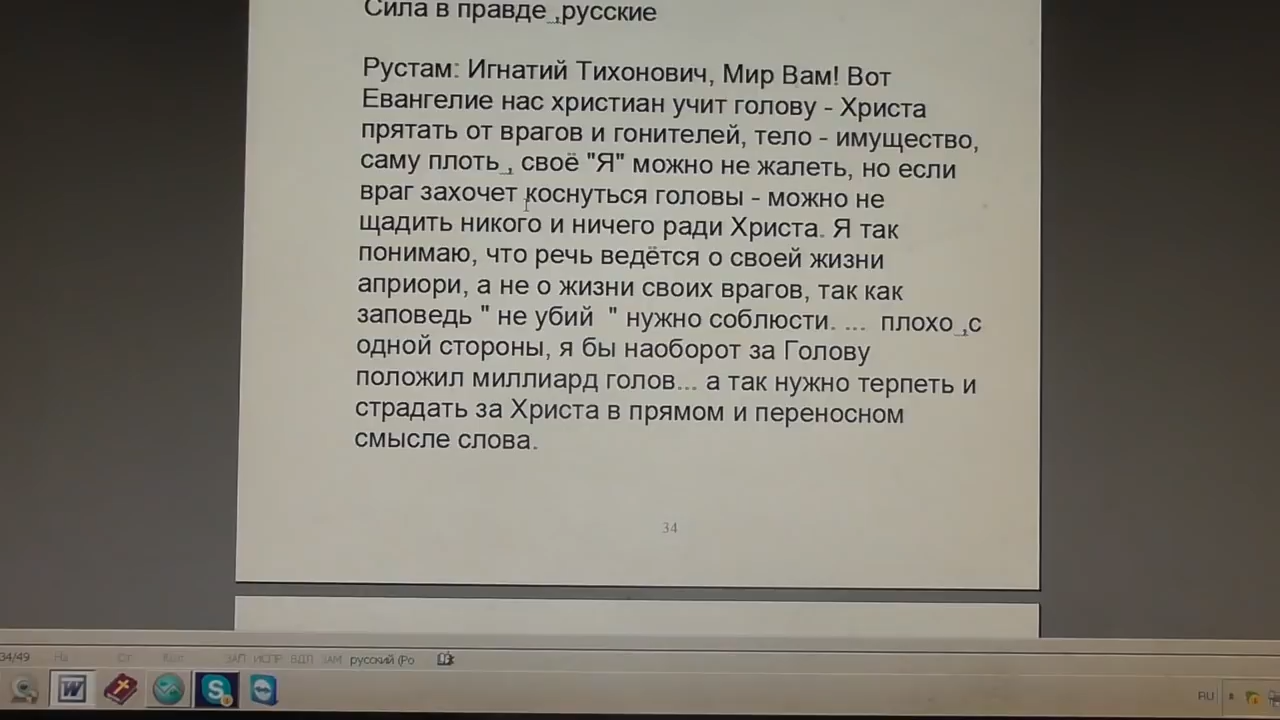 Сила в правде ,русские
Рустам: Игнатий Тихонович, Мир Вам! Вот
Евангелие нас христиан учит голову - Христа
прятать от врагов и гонителей, тело - имущество,
саму плоть , своё "Я" можно не жалеть, но если
враг захочет коснуться головы - можно не
щадить никого и ничего ради Христа. Я так
понимаю, что речь ведётся о своей жизни
априори, а не о жизни своих врагов, так как
заповедь " не убий  " нужно соблюсти. ...  плохо ,с
одной стороны, я бы наоборот за Голову
положил миллиард голов... а так нужно терпеть и
страдать за Христа в прямом и переносном
смысле слова.
34
34/49 На Ст Кол ЗАП ИСПР ВДЛ ЗАМ русский (Ро
W S RU